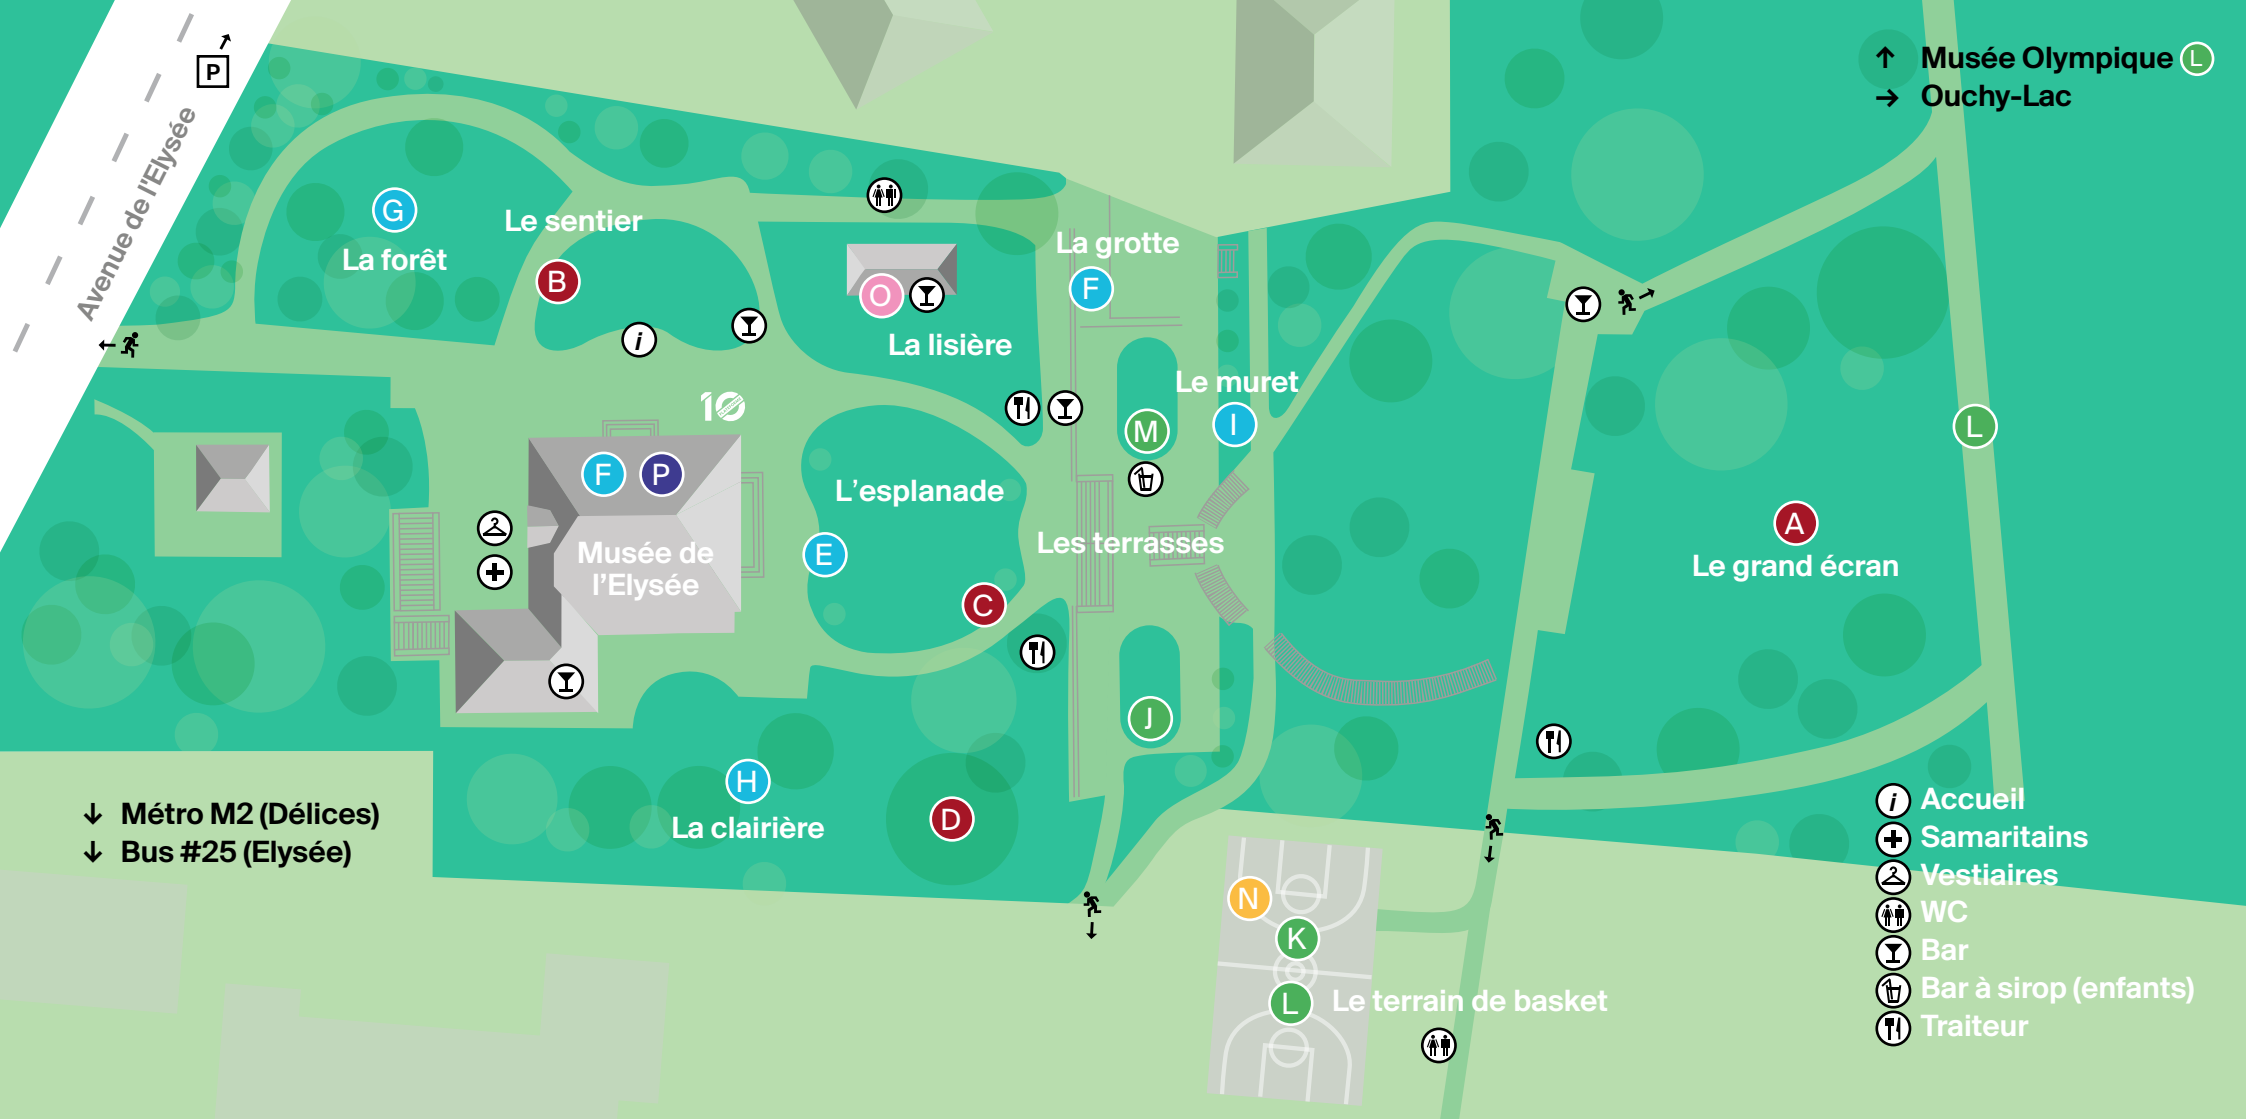 P
Avenue de l'Elysée
↑ Musée Olympique L
→ Ouchy-Lac
G
La forêt
Le sentier
B
i
O
La lisière
La grotte
F
Le muret
I
M
10
F P
Musée de
l'Elysée
L'esplanade
E
C
Les terrasses
J
L
A
Le grand écran
H
La clairière
D
↓ Métro M2 (Délices)
↓ Bus #25 (Elysée)
N
K
L
Le terrain de basket
i Accueil
Samaritains
Vestiaires
WC
Bar
Bar à sirop (enfants)
Traiteur